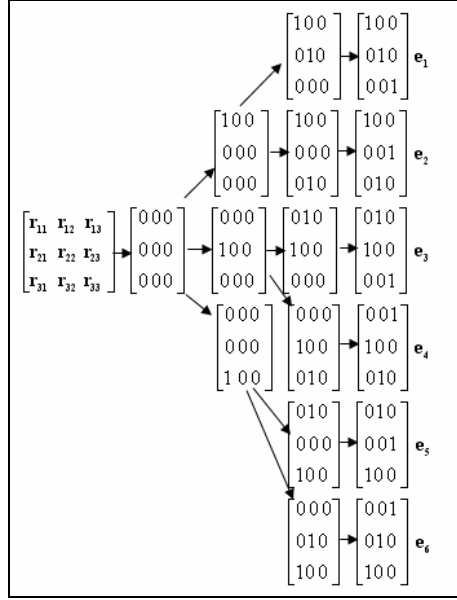 100 100
010 010 e₁
000 001
100 100 100
000 000 001 e₂
000 010 010
r₁₁ r₁₂ r₁₃ 000 000 010 010
r₂₁ r₂₂ r₂₃ 000 100 100 100 e₃
r₃₁ r₃₂ r₃₃ 000 000 000 001
000 000 001
000 100 100 e₄
100 010 010
010 010
000 001 e₅
100 100
000 001
010 010 e₆
100 100